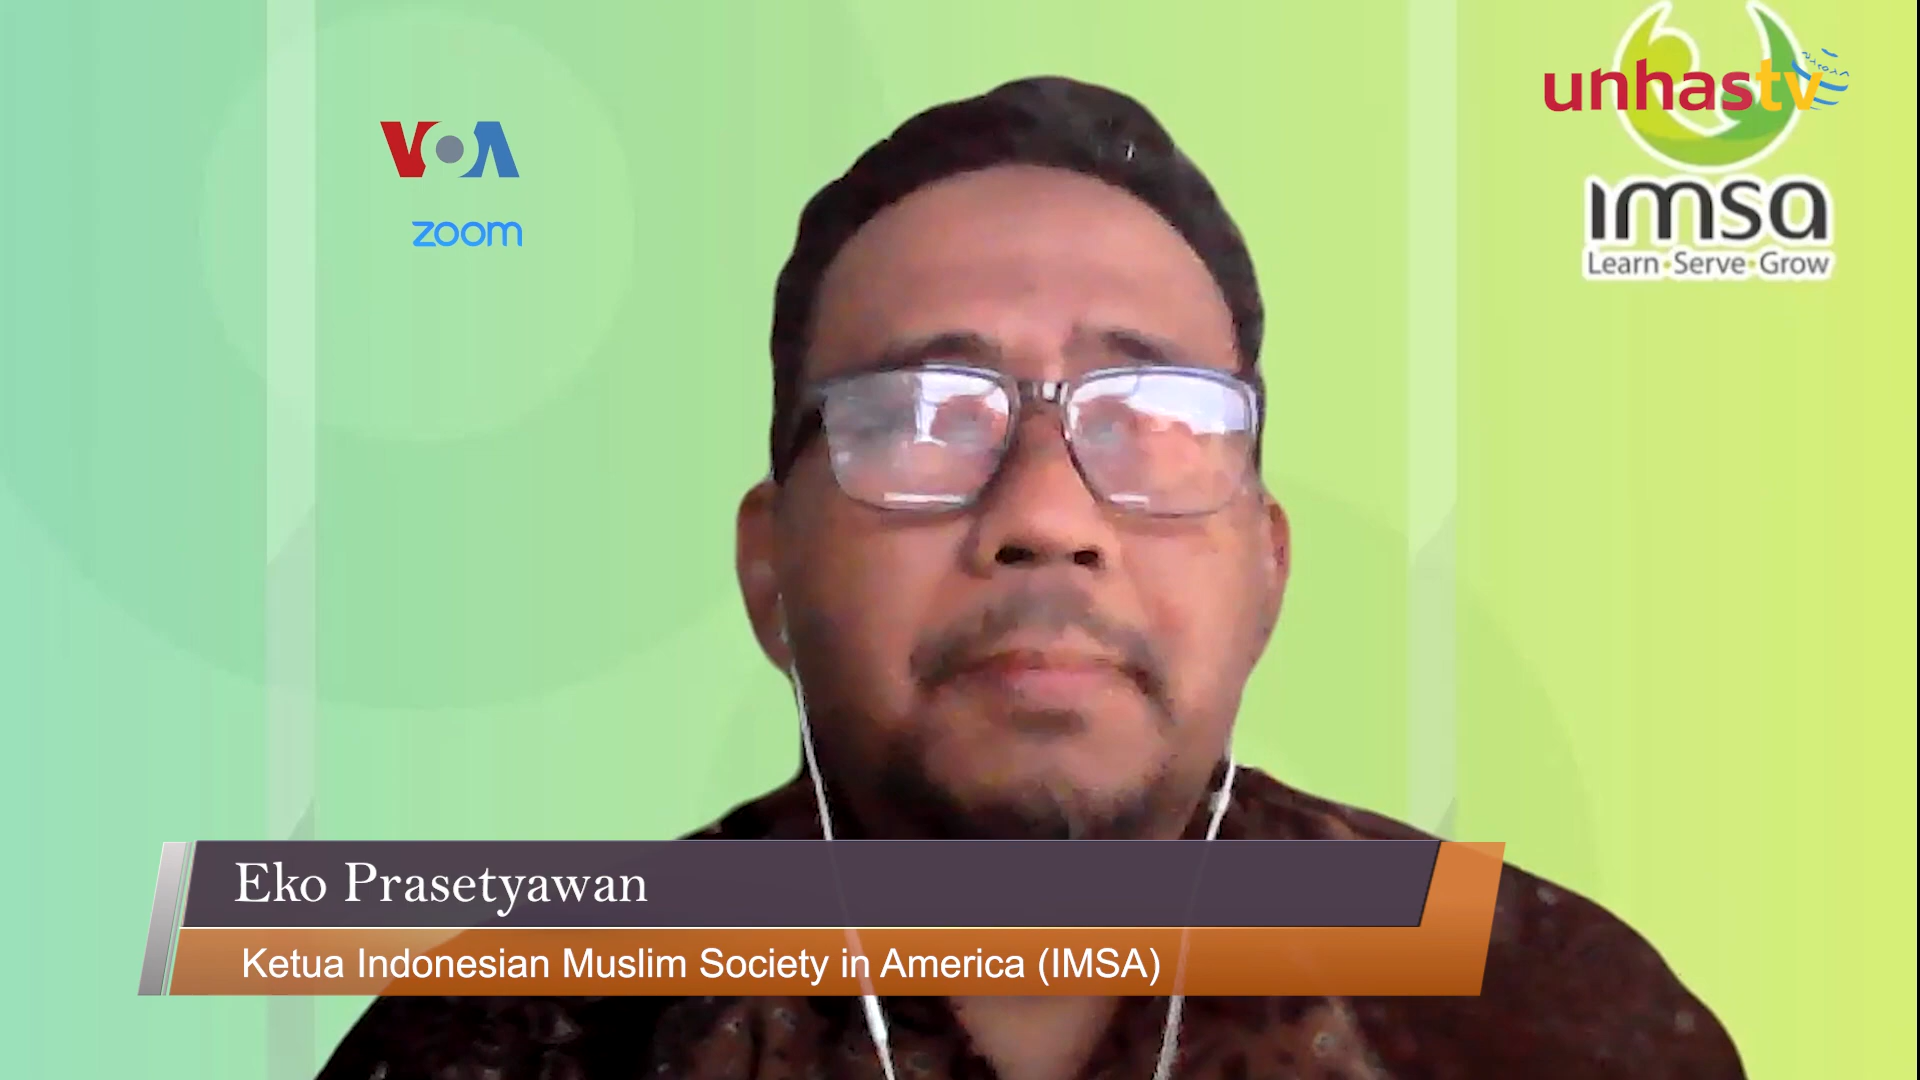 VOA
zoom
unhastv
imsa
Learn•Serve•Grow
Eko Prasetyawan
Ketua Indonesian Muslim Society in America (IMSA)